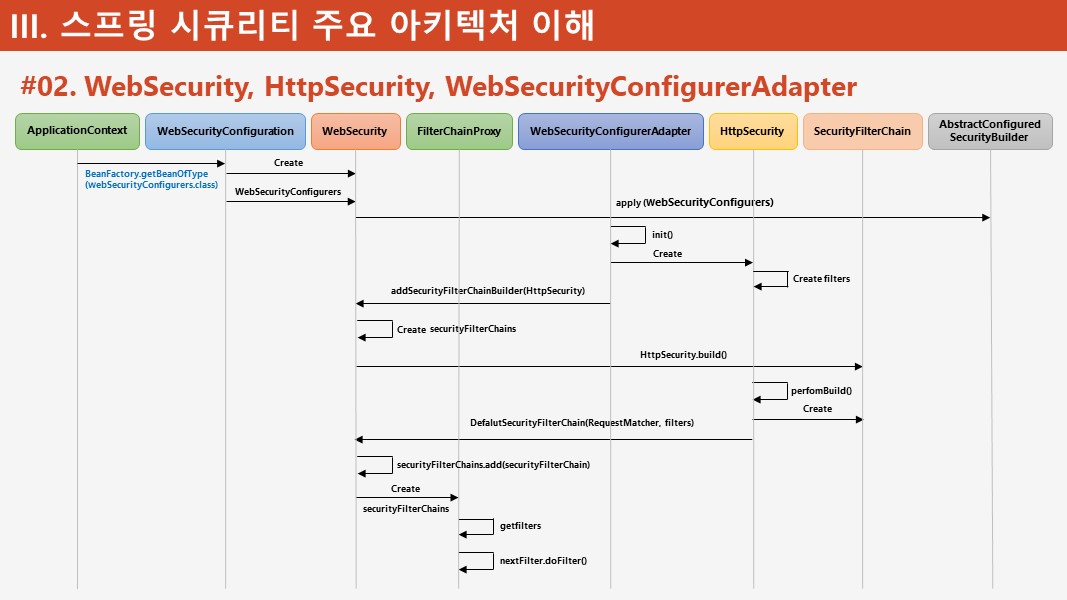 III. 스프링 시큐리티 주요 아키텍처 이해
#02. WebSecurity, HttpSecurity, WebSecurityConfigurerAdapter
ApplicationContext
WebSecurityConfiguration
WebSecurity
FilterChainProxy
WebSecurityConfigurerAdapter
HttpSecurity
SecurityFilterChain
AbstractConfigured
SecurityBuilder
BeanFactory.getBeanOfType
(webSecurityConfigurers.class)
Create
WebSecurityConfigurers
apply (WebSecurityConfigurers)
init()
Create
Create filters
addSecurityFilterChainBuilder(HttpSecurity)
Create securityFilterChains
HttpSecurity.build()
perfomBuild()
Create
DefalutSecurityFilterChain(RequestMatcher, filters)
securityFilterChains.add(securityFilterChain)
Create
securityFilterChains
getfilters
nextFilter.doFilter()